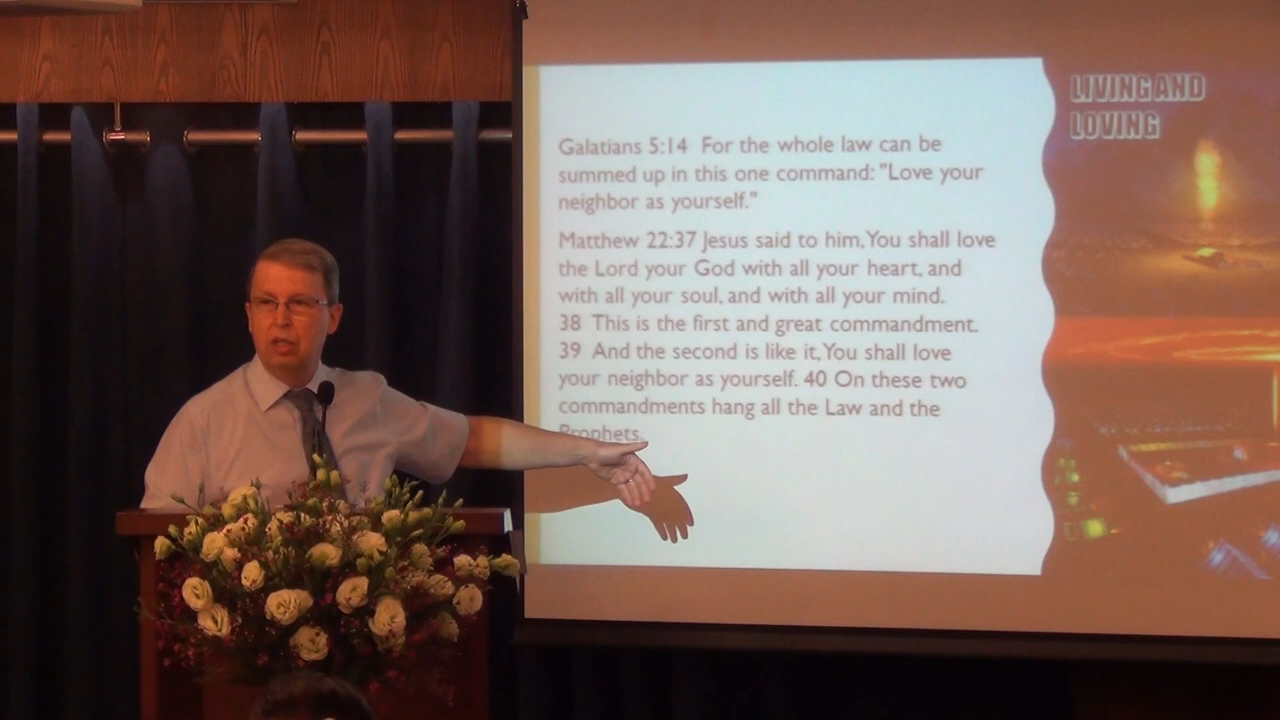 LIVING AND
LOVING
Galatians 5:14 For the whole law can be
summed up in this one command: "Love your
neighbor as yourself."
Matthew 22:37 Jesus said to him, You shall love
the Lord your God with all your heart, and
with all your soul, and with all your mind.
38 This is the first and great commandment.
39 And the second is like it, You shall love
your neighbor as yourself. 40 On these two
commandments hang all the Law and the
Prophets.